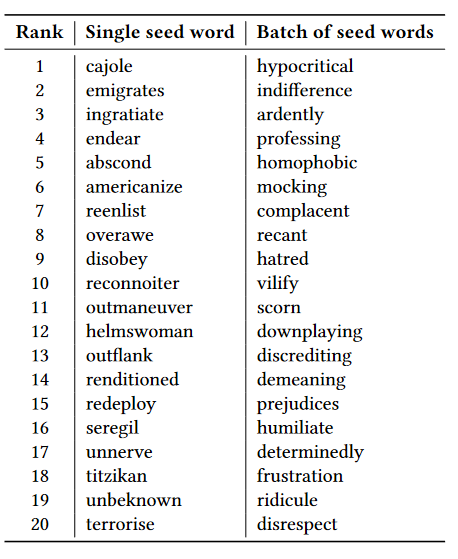 Rank Single seed word Batch of seed words
1 cajole hypocritical
2 emigrates indifference
3 ingratiate ardently
4 endear professing
5 abscond homophobic
6 americanize mocking
7 reenlist complacent
8 overawe recant
9 disobey hatred
10 reconnoiter vilify
11 outmaneuver scorn
12 helmswoman downplaying
13 outflank discrediting
14 renditioned demeaning
15 redeploy prejudices
16 seregil humiliate
17 unnerve determinedly
18 titzikan frustration
19 unbeknown ridicule
20 terrorise disrespect